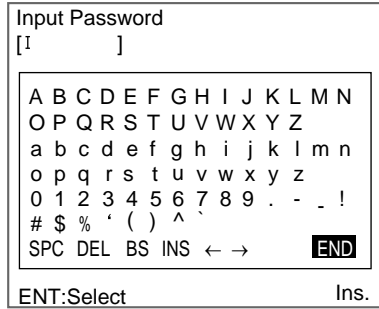 Input Password
[I ]
A B C D E F G H I J K L M N
O P Q R S T U V W X Y Z
a b c d e f g h i j k l m n
o p q r s t u v w x y z
0 1 2 3 4 5 6 7 8 9 . - _ !
# $ % ‘ ( ) ^ `
SPC DEL BS INS ← → END
ENT:Select Ins.